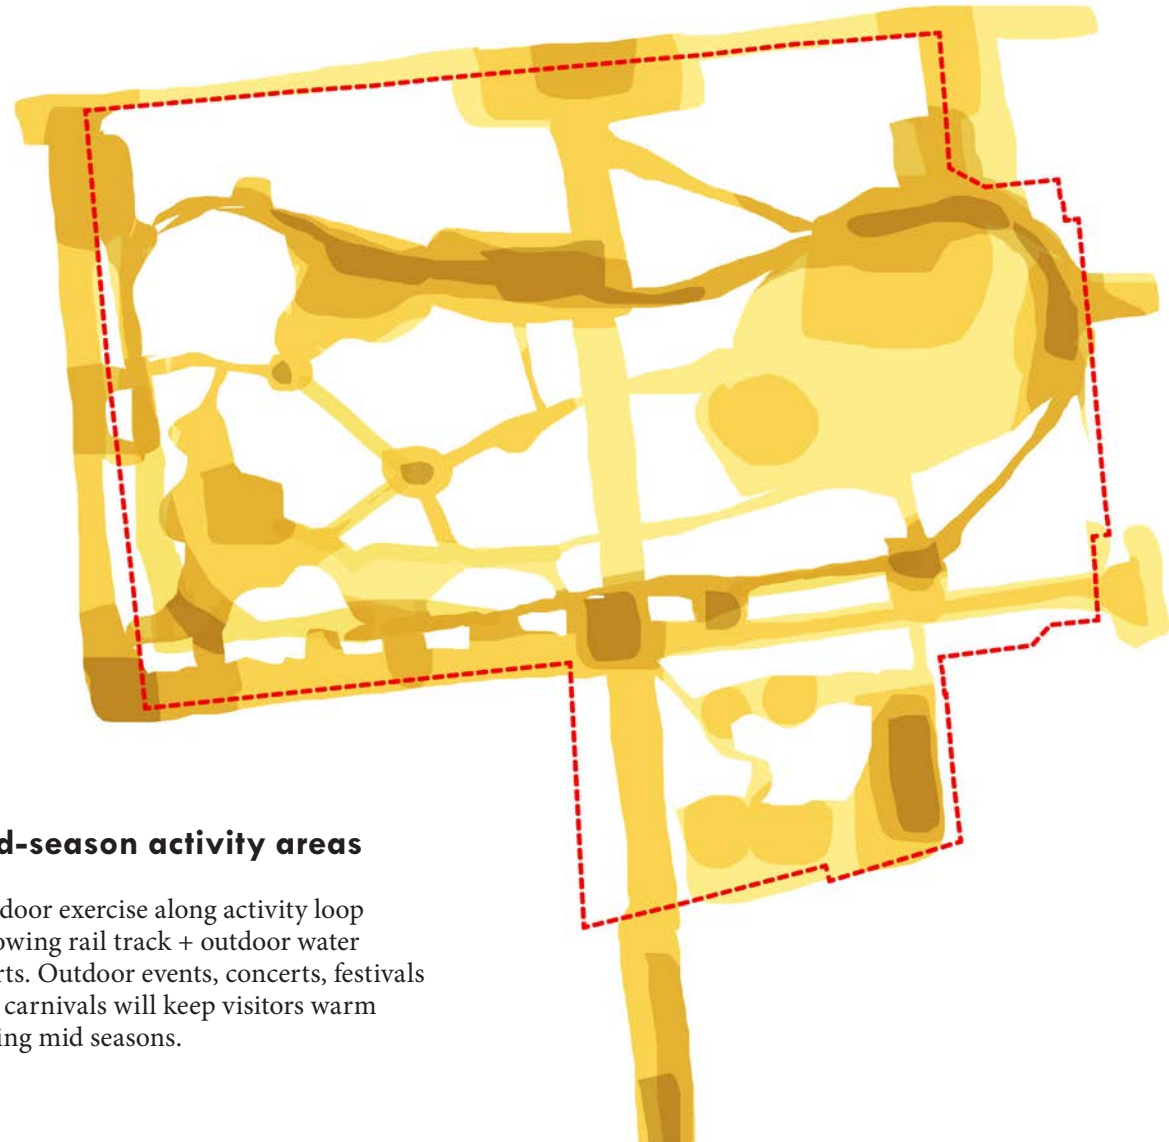 d-season activity areas
door exercise along activity loop
owing rail track + outdoor water
rts. Outdoor events, concerts, festivals
carnivals will keep visitors warm
ing mid seasons.